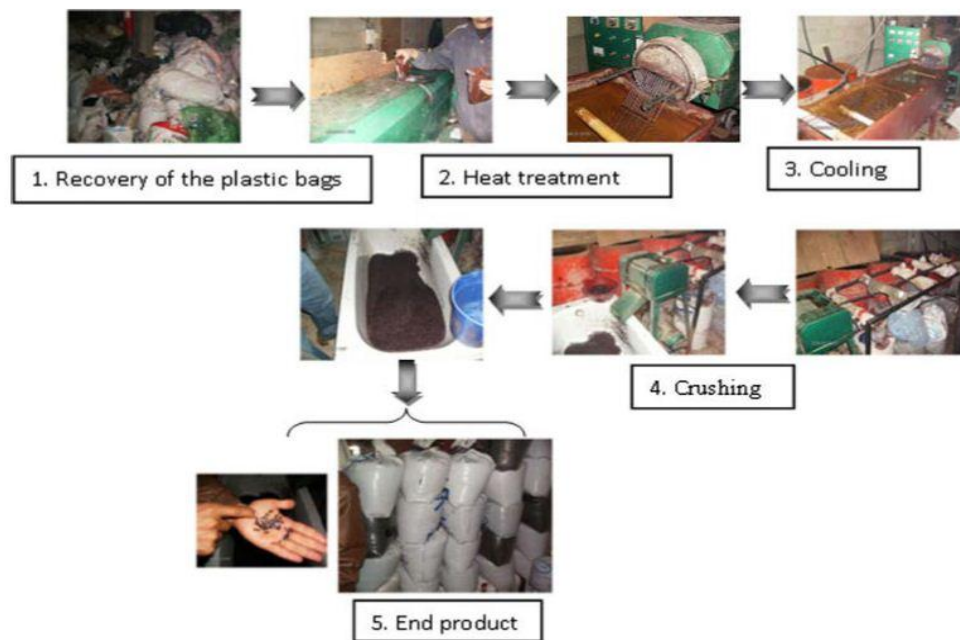 1. Recovery of the plastic bags
2. Heat treatment
3. Cooling
4. Crushing
5. End product